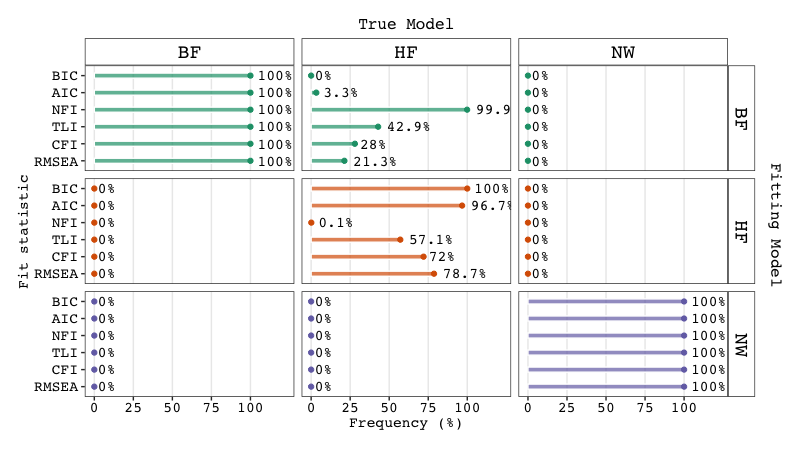 True Model
BF HF NW
BIC 100% 0% 0%
AIC 100% 3.3% 0%
NFI 100% 99.9 0%
TLI 100% 42.9% 0%
CFI 100% 28% 0%
RMSEA 100% 21.3% 0%
BF
BIC 0% 100% 0%
AIC 0% 96.7% 0%
NFI 0% 0.1% 0%
TLI 0% 57.1% 0%
CFI 0% 72% 0%
RMSEA 0% 78.7% 0%
HF
BIC 0% 0% 100%
AIC 0% 0% 100%
NFI 0% 0% 100%
TLI 0% 0% 100%
CFI 0% 0% 100%
RMSEA 0% 0% 100%
NW
Fit statistic
Fitting Model
0 25 50 75 100 0 25 50 75 100 0 25 50 75 100
Frequency (%)